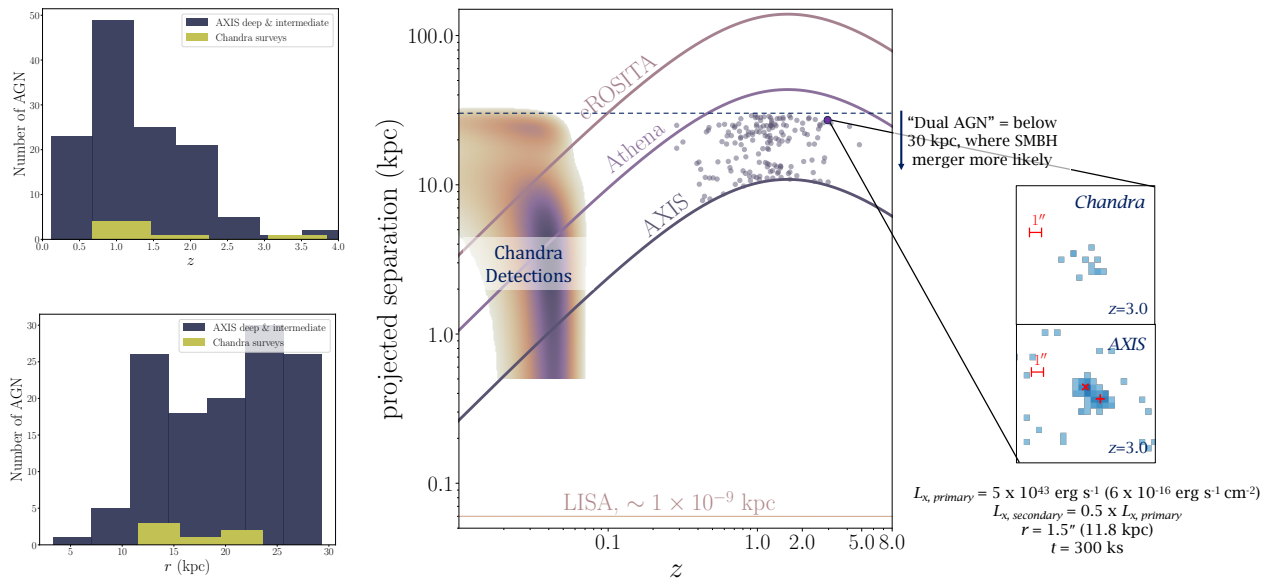 AXIS deep & intermediate
Chandra surveys
Number of AGN
50
40
30
20
10
0
0.0 0.5 1.0 1.5 2.0 2.5 3.0 3.5 4.0
z
AXIS deep & intermediate
Chandra surveys
Number of AGN
30
25
20
15
10
5
0
5 10 15 20 25 30
r (kpc)
projected separation (kpc)
100.0
10.0
1.0
0.1
eROSITA
Athena
AXIS
Chandra
Detections
LISA, ∼ 1 × 10⁻⁹ kpc
0.1 1.0 2.0 5.0 8.0
z
“Dual AGN” = below
30 kpc, where SMBH
merger more likely
Chandra
1″
z=3.0
AXIS
1″
z=3.0
Lx, primary = 5 x 10⁴³ erg s⁻¹ (6 x 10⁻¹⁶ erg s⁻¹ cm⁻²)
Lx, secondary = 0.5 x Lx, primary
r = 1.5″ (11.8 kpc)
t = 300 ks